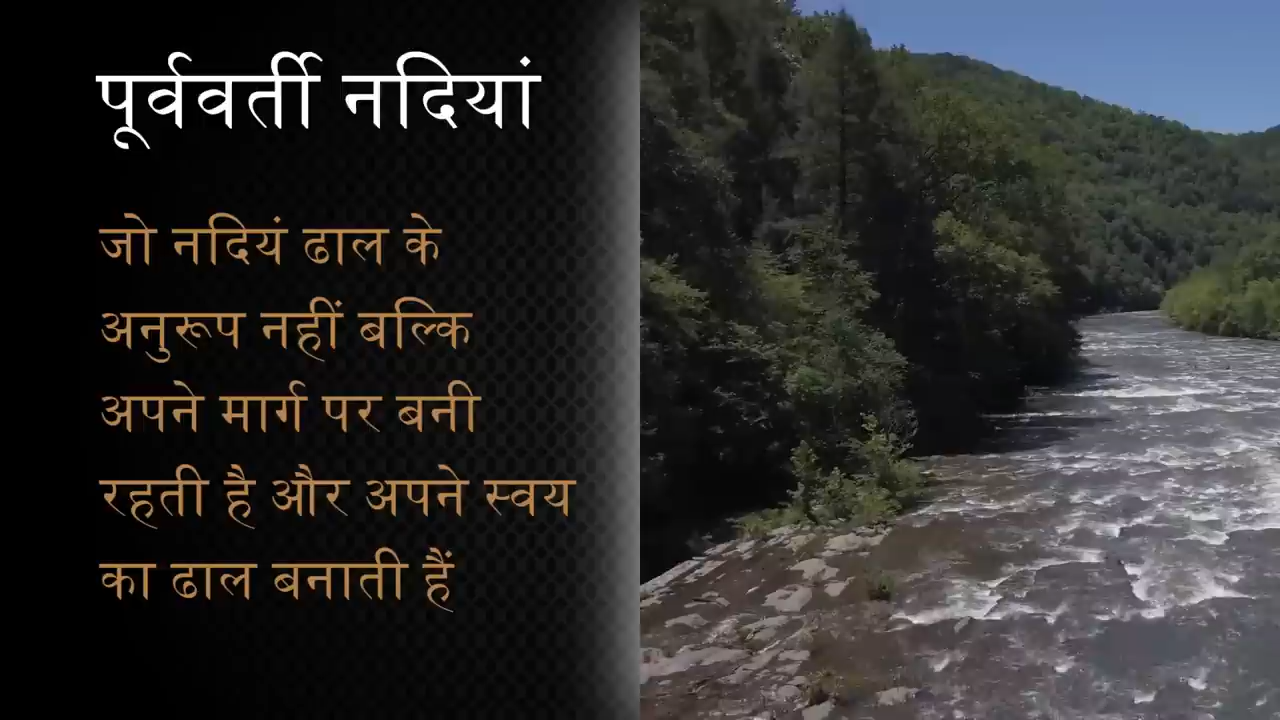 पूर्ववर्ती नदियां
जो नदियं ढाल के
अनुरूप नहीं बल्कि
अपने मार्ग पर बनी
रहती है और अपने स्वय
का ढाल बनाती हैं